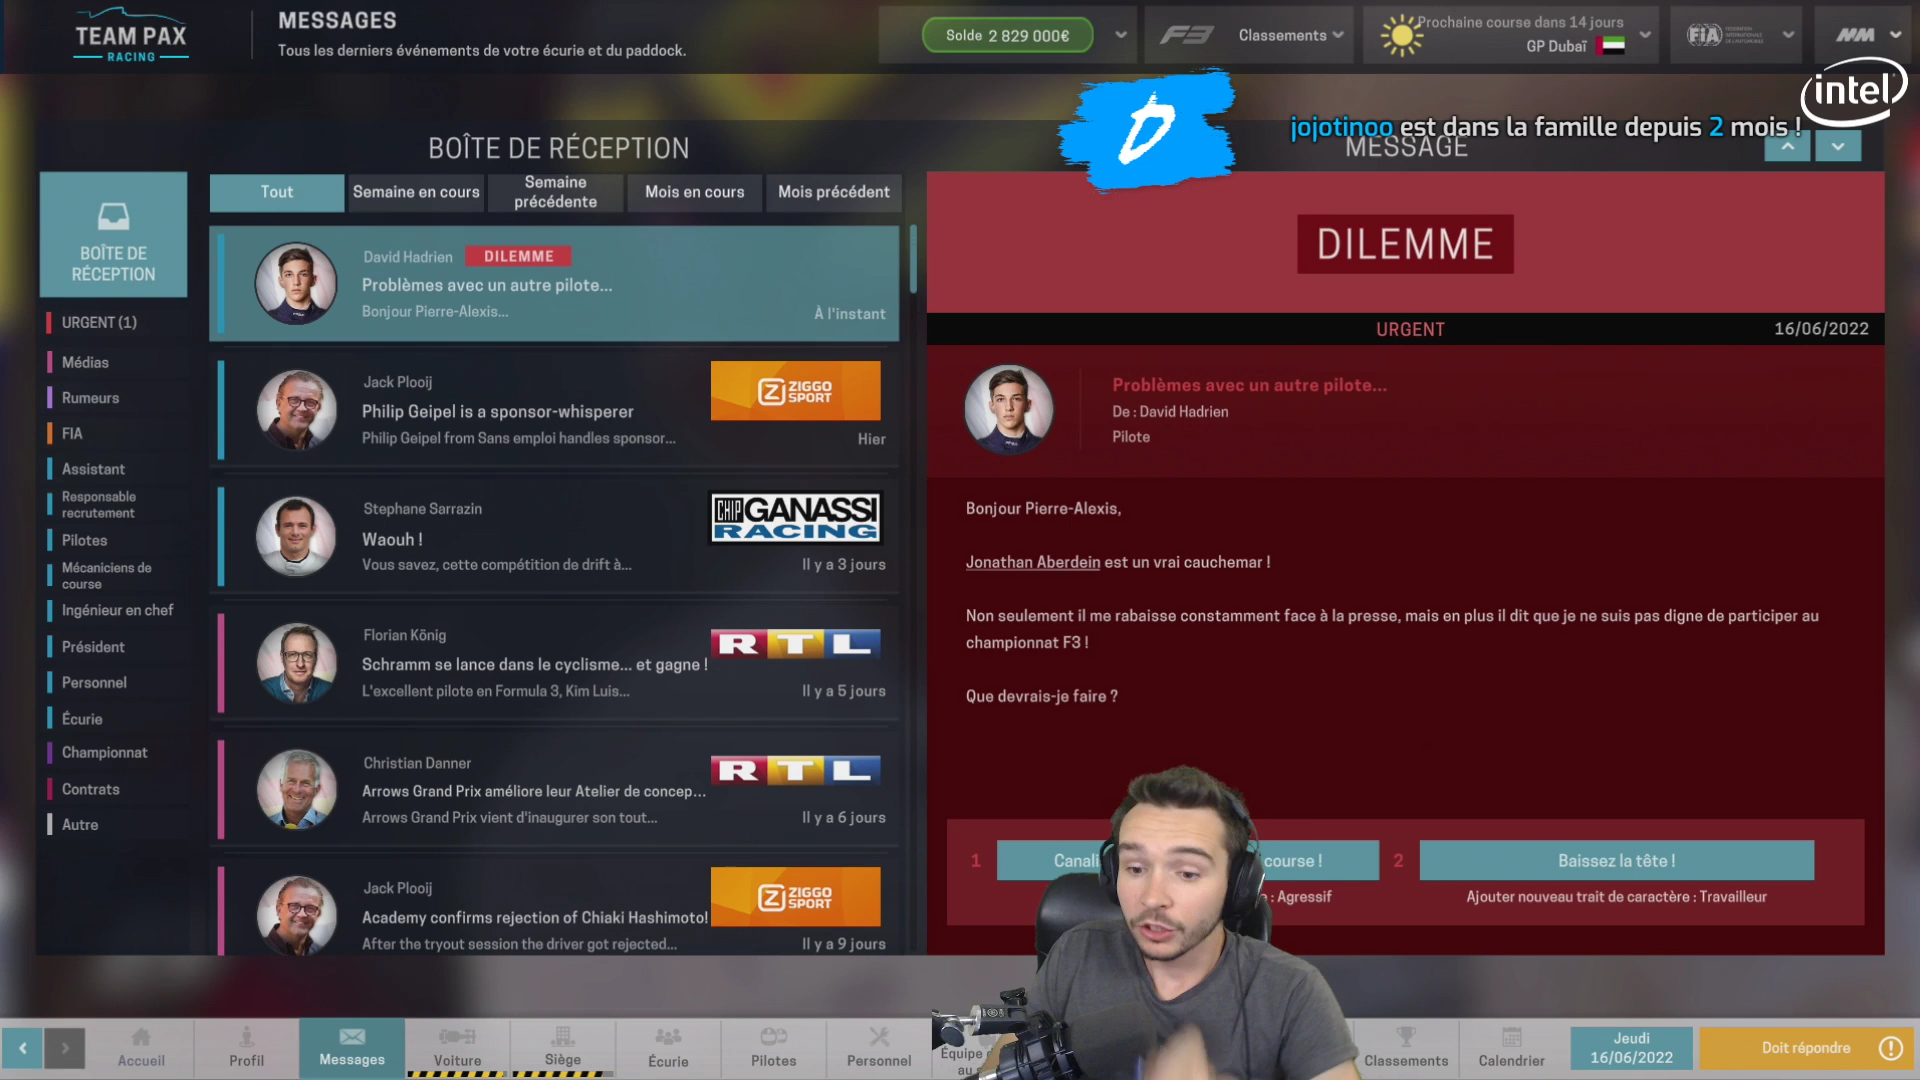 TEAM PAX
RACING
MESSAGES
Tous les derniers événements de votre écurie et du paddock.
Solde 2 829 000€
F3
Classements
Prochaine course dans 14 jours
GP Dubaï
FiA
MM
intel
jojotinoo est dans la famille depuis 2 mois !
BOÎTE DE RÉCEPTION
MESSAGE
BOÎTE DE
RÉCEPTION
URGENT (1)
Médias
Rumeurs
FIA
Assistant
Responsable
recrutement
Pilotes
Mécaniciens de
course
Ingénieur en chef
Président
Personnel
Écurie
Championnat
Contrats
Autre
Tout
Semaine en cours
Semaine
précédente
Mois en cours
Mois précédent
David Hadrien
DILEMME
Problèmes avec un autre pilote...
Bonjour Pierre-Alexis...
À l'instant
Jack Plooij
ZIGGO
SPORT
Philip Geipel is a sponsor-whisperer
Philip Geipel from Sans emploi handles sponsor...
Hier
Stephane Sarrazin
CHIP GANASSI
RACING
Waouh !
Vous savez, cette compétition de drift à...
Il y a 3 jours
Florian König
RTL
Schramm se lance dans le cyclisme... et gagne !
L'excellent pilote en Formula 3, Kim Luis...
Il y a 5 jours
Christian Danner
RTL
Arrows Grand Prix améliore leur Atelier de concep...
Arrows Grand Prix vient d'inaugurer son tout...
Il y a 6 jours
Jack Plooij
ZIGGO
SPORT
Academy confirms rejection of Chiaki Hashimoto!
After the tryout session the driver got rejected...
Il y a 9 jours
DILEMME
URGENT
16/06/2022
Problèmes avec un autre pilote...
De : David Hadrien
Pilote
Bonjour Pierre-Alexis,
Jonathan Aberdein est un vrai cauchemar !
Non seulement il me rabaisse constamment face à la presse, mais en plus il dit que je ne suis pas digne de participer au
championnat F3 !
Que devrais-je faire ?
1
Canali
course !
: Agressif
2
Baissez la tête !
Ajouter nouveau trait de caractère : Travailleur
Accueil
Profil
Messages
Voiture
Siège
Écurie
Pilotes
Personnel
Équipe
au
Classements
Calendrier
Jeudi
16/06/2022
Doit répondre